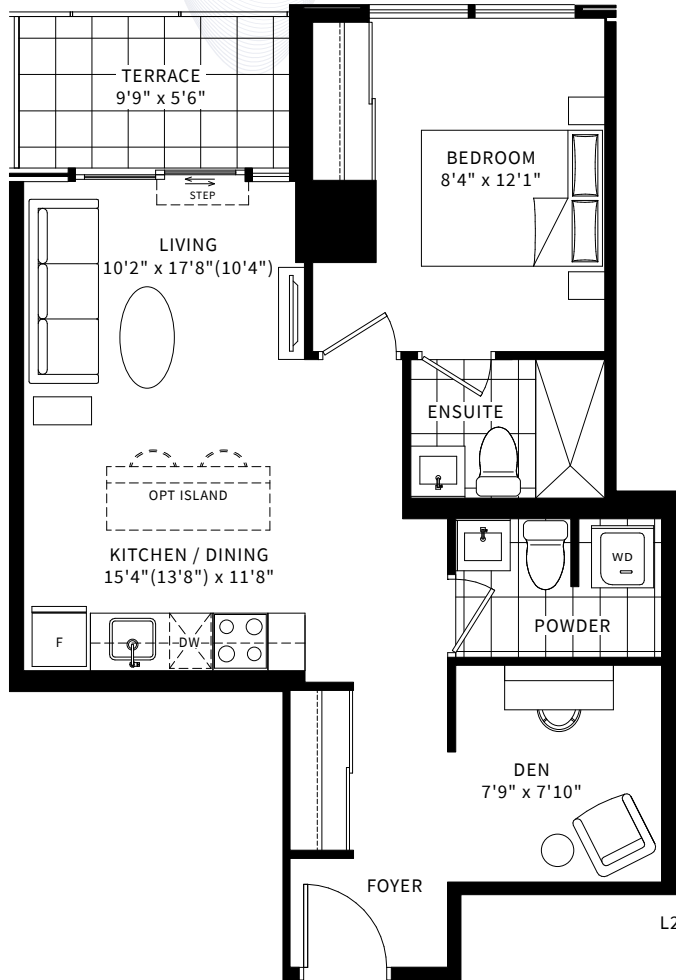 TERRACE
9'9" x 5'6"
STEP
BEDROOM
8'4" x 12'1"
LIVING
10'2" x 17'8"(10'4")
ENSUITE
OPT ISLAND
KITCHEN / DINING
15'4"(13'8") x 11'8"
F
DW
WD
POWDER
DEN
7'9" x 7'10"
FOYER
L2